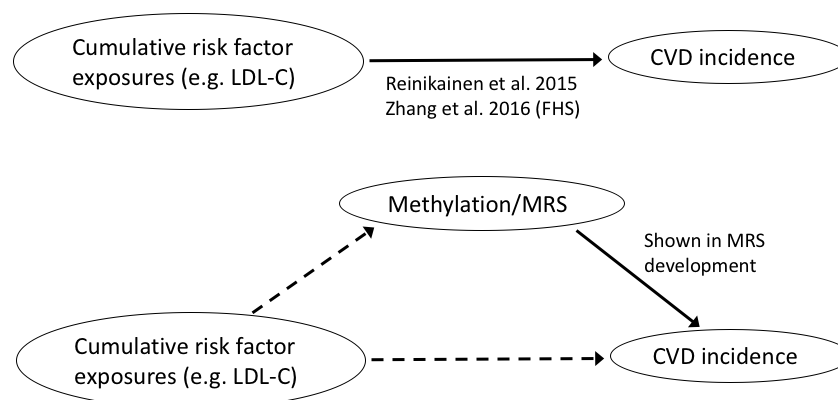 Cumulative risk factor
exposures (e.g. LDL-C)
CVD incidence
Reinikainen et al. 2015
Zhang et al. 2016 (FHS)
Methylation/MRS
Shown in MRS
development
Cumulative risk factor
exposures (e.g. LDL-C)
CVD incidence